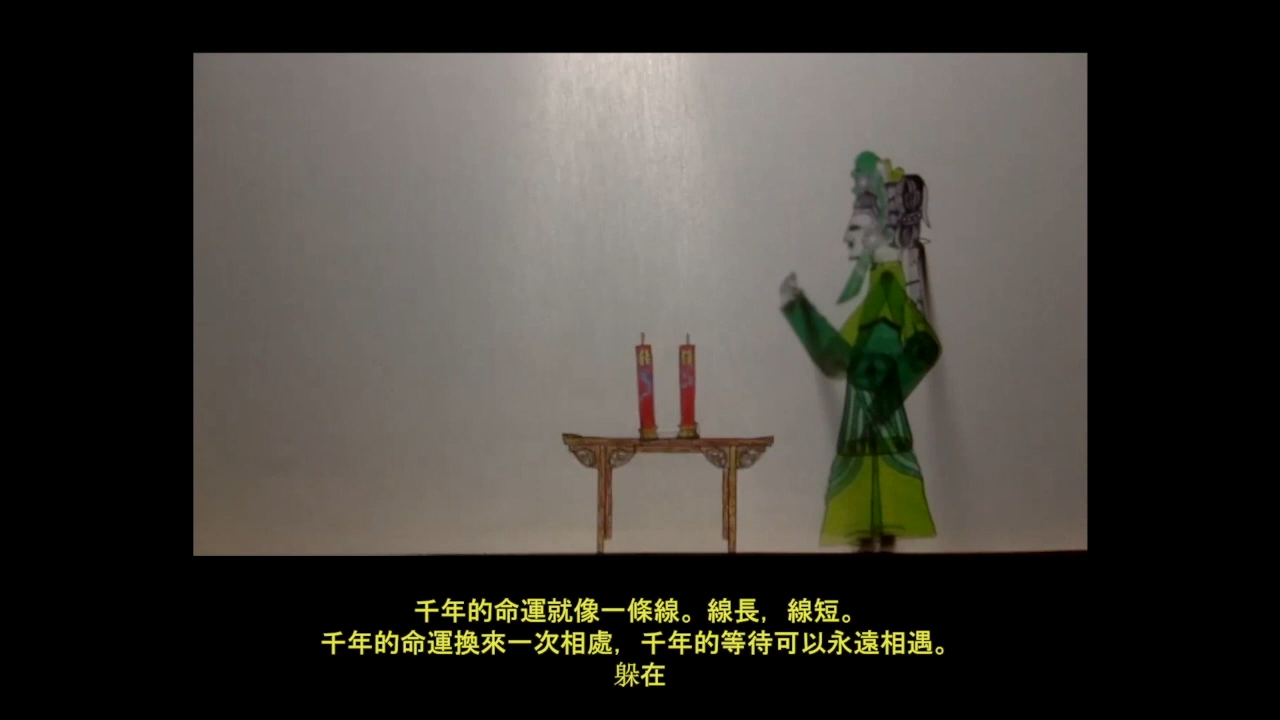 千年的命運就像一條線。線長，線短。
千年的命運換來一次相處，千年的等待可以永遠相遇。
躲在